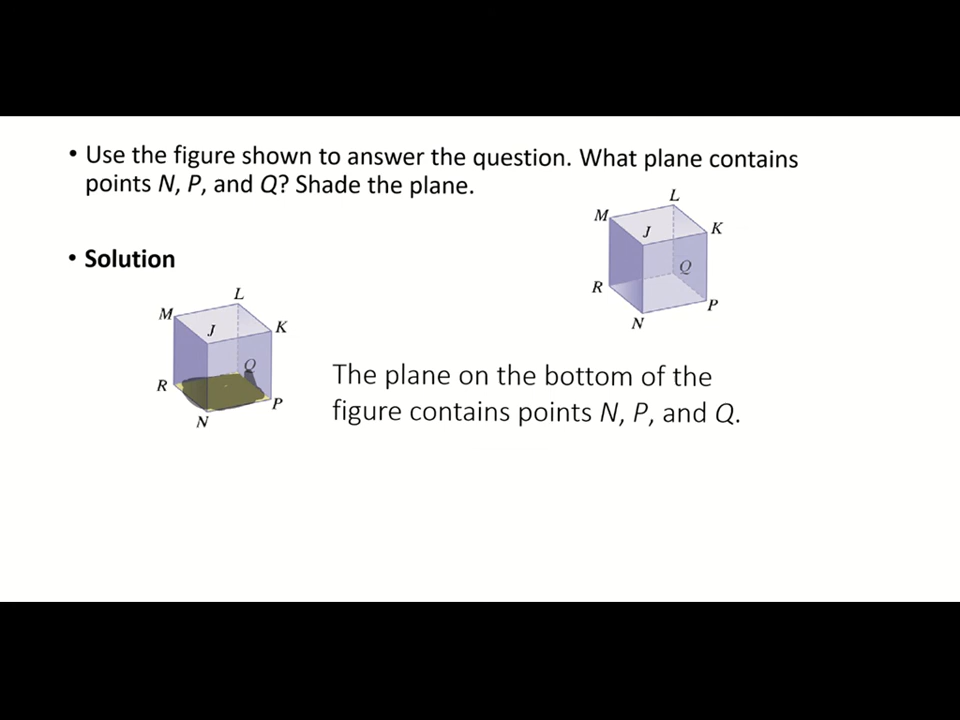 • Use the figure shown to answer the question. What plane contains
points N, P, and Q? Shade the plane.
L
M
J
K
Q
R
P
N
• Solution
L
M
J
K
Q
R
P
N
The plane on the bottom of the
figure contains points N, P, and Q.